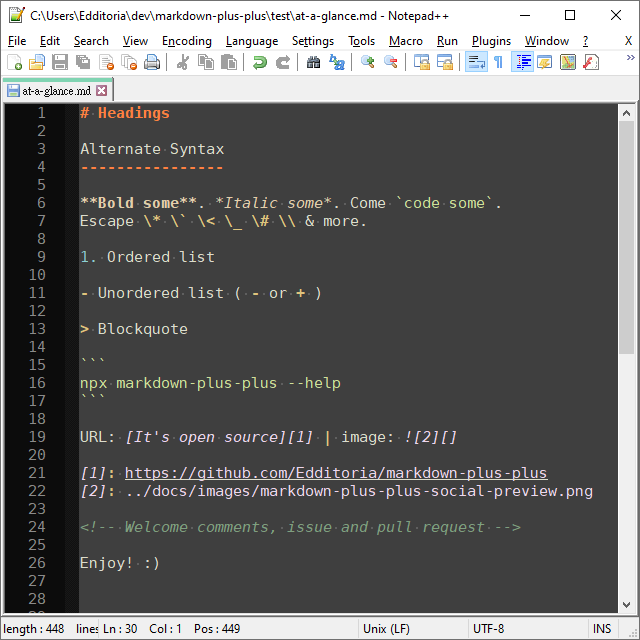 C:\Users\Edditoria\dev\markdown-plus-plus\test\at-a-glance.md - Notepad++
File Edit Search View Encoding Language Settings Tools Macro Run Plugins Window ? X
at-a-glance.md
1 # Headings
2
3 Alternate Syntax
4 ----------------
5
6 **Bold some**. *Italic some*. Come `code some`.
7 Escape \* \` \< \_ \# \\ & more.
8
9 1. Ordered list
10
11 - Unordered list ( - or + )
12
13 > Blockquote
14
15 ```
16 npx markdown-plus-plus --help
17 ```
18
19 URL: [It's open source][1] | image: ![2][]
20
21 [1]: https://github.com/Edditoria/markdown-plus-plus
22 [2]: ../docs/images/markdown-plus-plus-social-preview.png
23
24 <!-- Welcome comments, issue and pull request -->
25
26 Enjoy! :)
27
28
length : 448 lines Ln : 30 Col : 1 Pos : 449 Unix (LF) UTF-8 INS